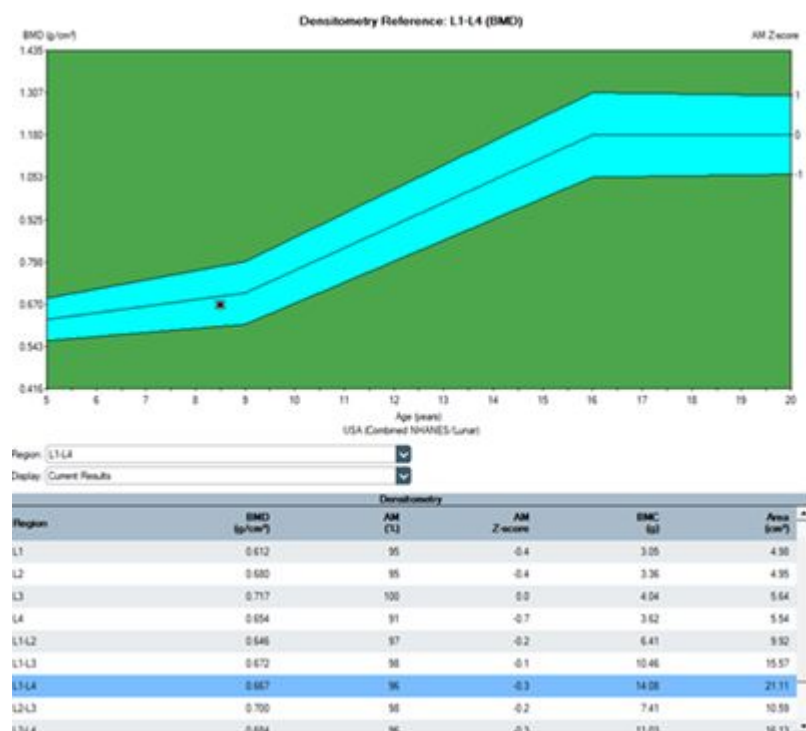 Densitometry Reference: L1-L4 (BMD)
BMD (g/cm²) AM Z-score
1.435
1.307 1
1.180 0
1.053 -1
0.925
0.798
0.670
0.543
0.416
5 6 7 8 9 10 11 12 13 14 15 16 17 18 19 20
Age (years)
USA (Combined NHANES/Lunar)
Region: L1-L4
Display: Current Results
Densitometry
Region BMD (g/cm²) AM (%) AM Z-score BMC (g) Area (cm²)
L1 0.612 95 -0.4 3.05 4.98
L2 0.680 95 -0.4 3.36 4.95
L3 0.717 100 0.0 4.04 5.64
L4 0.654 91 -0.7 3.62 5.54
L1-L2 0.646 97 -0.2 6.41 9.92
L1-L3 0.672 98 -0.1 10.46 15.57
L1-L4 0.667 96 -0.3 14.08 21.11
L2-L3 0.700 98 -0.2 7.41 10.59